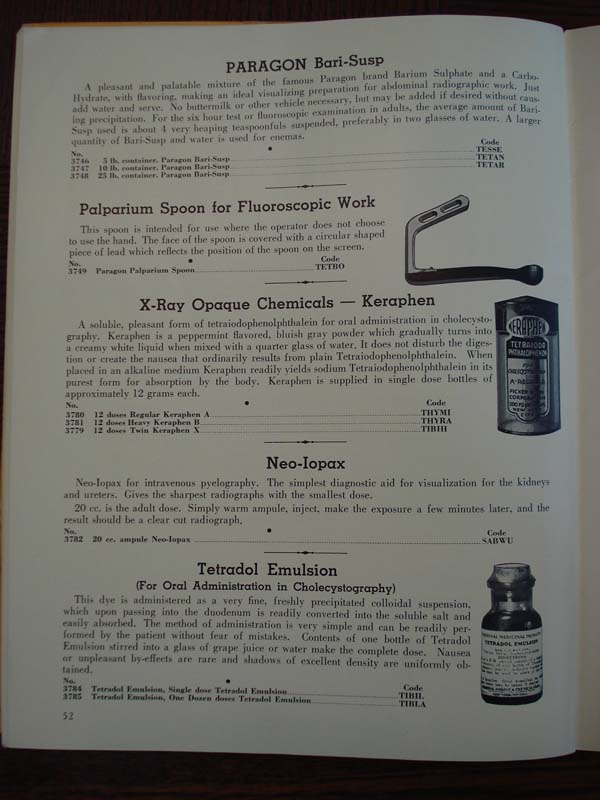 PARAGON Bari-Susp
A pleasant and palatable mixture of the famous Paragon brand Barium Sulphate and a Carbo-
Hydrate, with flavoring, making an ideal visualizing preparation for abdominal radiographic work. Just
add water and serve. No buttermilk or other vehicle necessary, but may be added if desired without caus-
ing precipitation. For the six hour test or fluoroscopic examination in adults, the average amount of Bari-
Susp used is about 4 very heaping teaspoonfuls suspended, preferably in two glasses of water. A larger
quantity of Bari-Susp and water is used for enemas.
No. Code
3746 5 lb. container, Paragon Bari-Susp TESSE
3747 10 lb. container, Paragon Bari-Susp TETAN
3748 25 lb. container, Paragon Bari-Susp TETAR
Palparium Spoon for Fluoroscopic Work
This spoon is intended for use where the operator does not choose
to use the hand. The face of the spoon is covered with a circular shaped
piece of lead which reflects the position of the spoon on the screen.
No. Code
3749 Paragon Palparium Spoon TETBO
X-Ray Opaque Chemicals — Keraphen
A soluble, pleasant form of tetraiodophenolphthalein for oral administration in cholecysto-
graphy. Keraphen is a peppermint flavored, bluish gray powder which gradually turns into
a creamy white liquid when mixed with a quarter glass of water. It does not disturb the diges-
tion or create the nausea that ordinarily results from plain Tetraiodophenolphthalein. When
placed in an alkaline medium Keraphen readily yields sodium Tetraiodophenolphthalein in its
purest form for absorption by the body. Keraphen is supplied in single dose bottles of
approximately 12 grams each.
No. Code
3780 12 doses Regular Keraphen A THYMI
3781 12 doses Heavy Keraphen B THYRA
3779 12 doses Twin Keraphen X TIBIH
KERAPHEN
TETRAIODO
PHTHALOPHENON
PICKER X-RAY
CORPORATION
NEW YORK
CITY
Neo-Iopax
Neo-Iopax for intravenous pyelography. The simplest diagnostic aid for visualization for the kidneys
and ureters. Gives the sharpest radiographs with the smallest dose.
20 cc. is the adult dose. Simply warm ampule, inject, make the exposure a few minutes later, and the
result should be a clear cut radiograph.
No. Code
3782 20 cc. ampule Neo-Iopax SABWU
Tetradol Emulsion
(For Oral Administration in Cholecystography)
This dye is administered as a very fine, freshly precipitated colloidal suspension,
which upon passing into the duodenum is readily converted into the soluble salt and
easily absorbed. The method of administration is very simple and can be readily per-
formed by the patient without fear of mistakes. Contents of one bottle of Tetradol
Emulsion stirred into a glass of grape juice or water make the complete dose. Nausea
or unpleasant by-effects are rare and shadows of excellent density are uniformly ob-
tained.
No. Code
3784 Tetradol Emulsion, Single dose Tetradol Emulsion TIBIL
3785 Tetradol Emulsion, One Dozen doses Tetradol Emulsion TIBLA
TETRADOL EMULSION
52